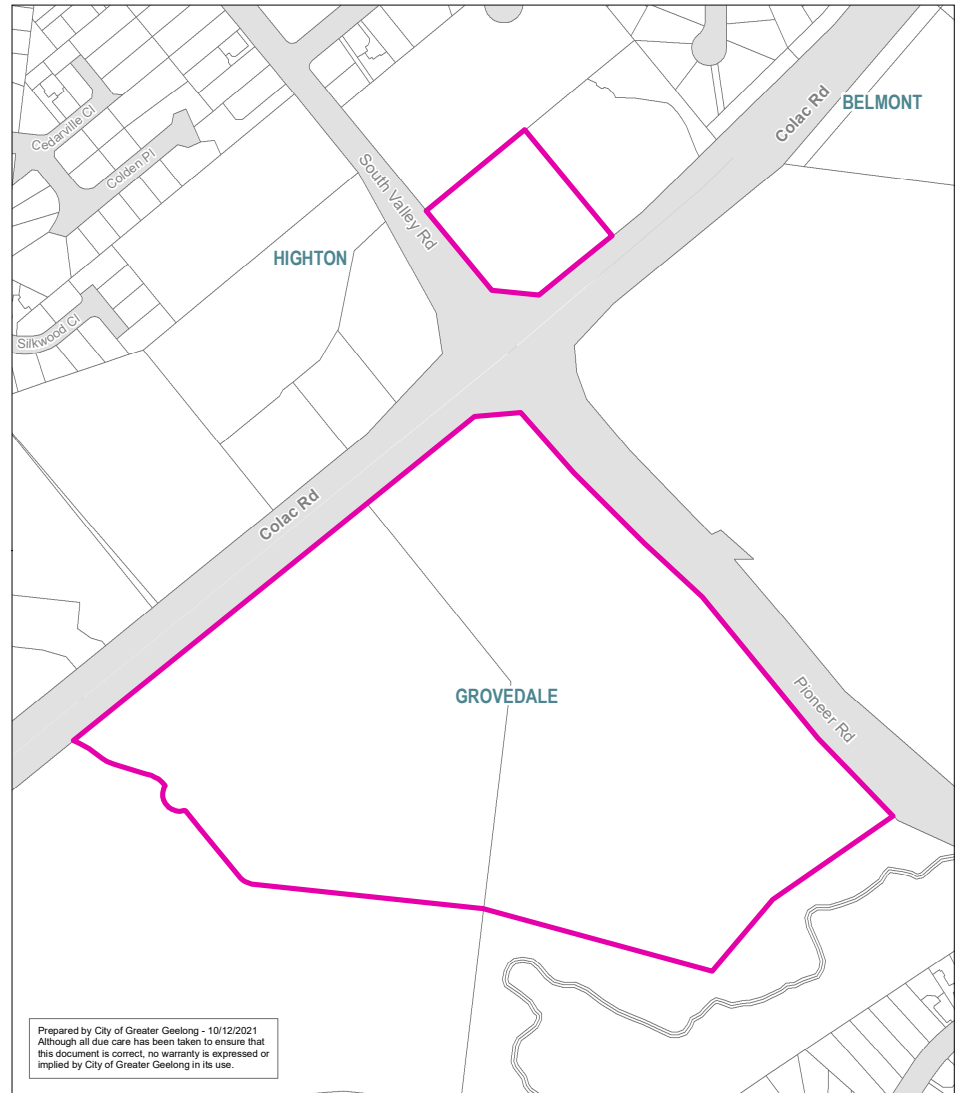 BELMONT
Colac Rd
Cedarville Cl
Colden Pl
South Valley Rd
HIGHTON
Silkwood Cl
Colac Rd
GROVEDALE
Pioneer Rd
Prepared by City of Greater Geelong - 10/12/2021
Although all due care has been taken to ensure that
this document is correct, no warranty is expressed or
implied by City of Greater Geelong in its use.